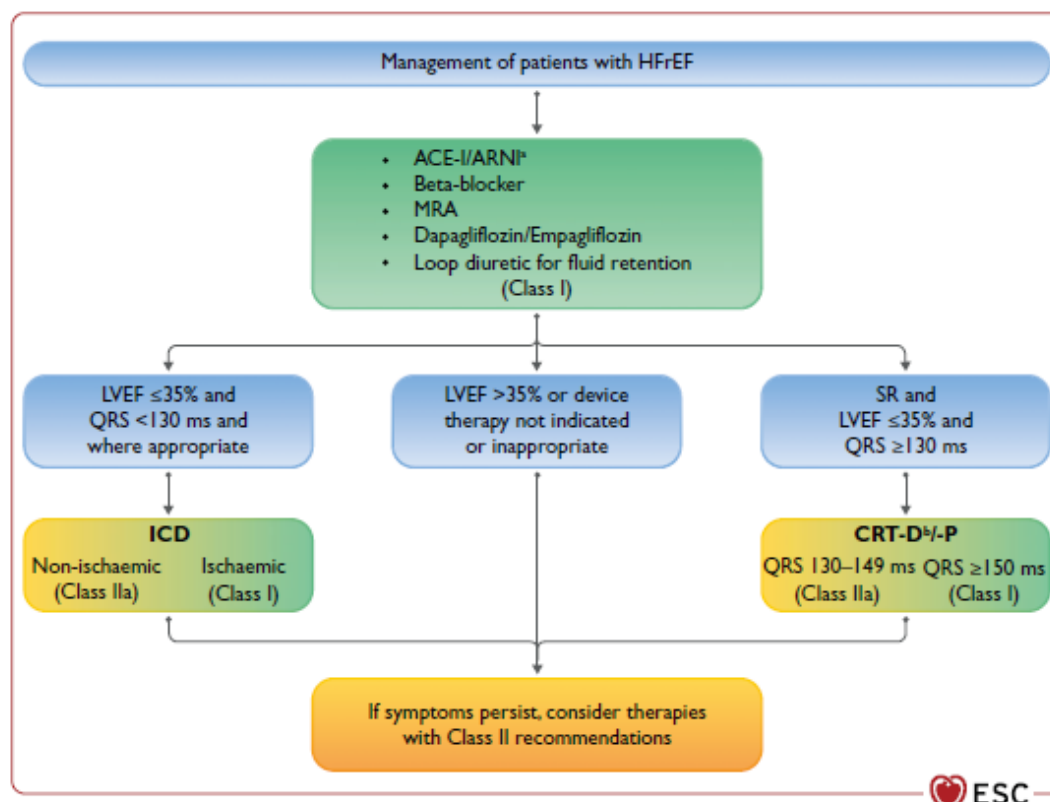 Management of patients with HFrEF
• ACE-I/ARNIᵃ
• Beta-blocker
• MRA
• Dapagliflozin/Empagliflozin
• Loop diuretic for fluid retention
(Class I)
LVEF ≤35% and
QRS <130 ms and
where appropriate
LVEF >35% or device
therapy not indicated
or inappropriate
SR and
LVEF ≤35% and
QRS ≥130 ms
ICD
Non-ischaemic
(Class IIa)
Ischaemic
(Class I)
CRT-Dᵇ/-P
QRS 130–149 ms
(Class IIa)
QRS ≥150 ms
(Class I)
If symptoms persist, consider therapies
with Class II recommendations
ESC